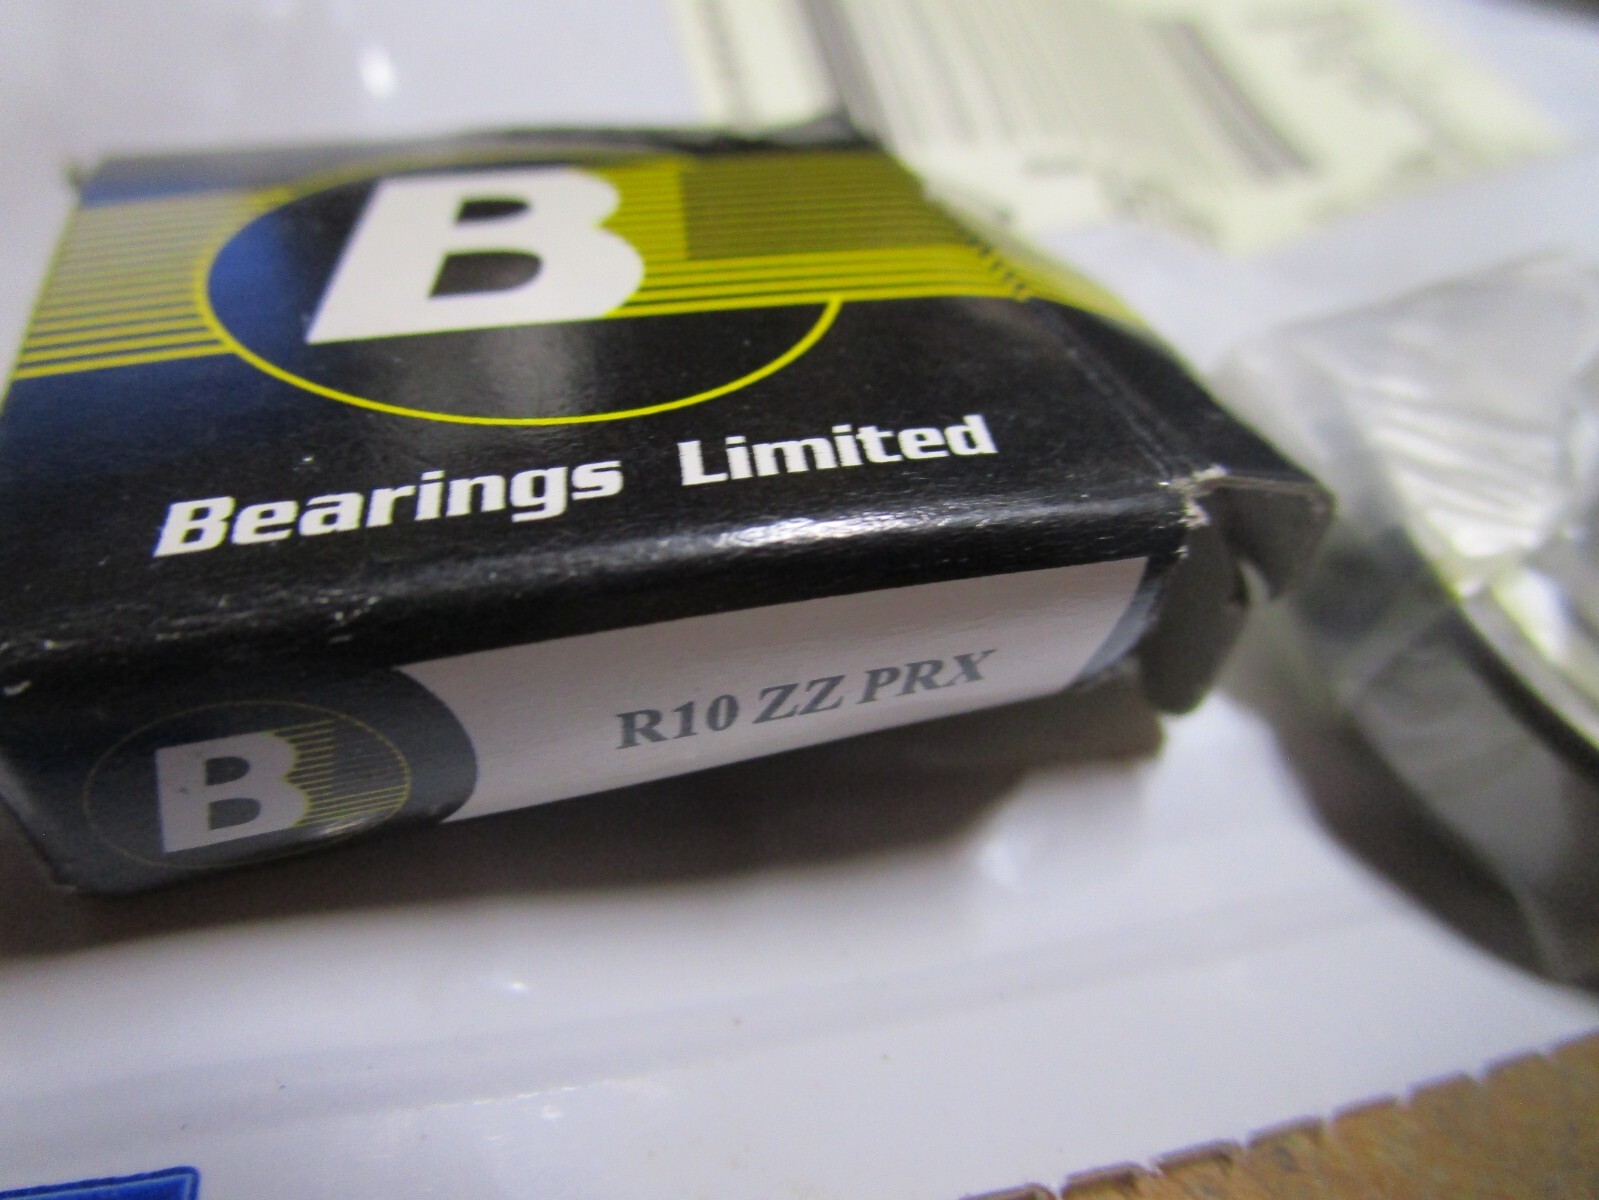 B
Bearings Limited
B
R10 ZZ PRX